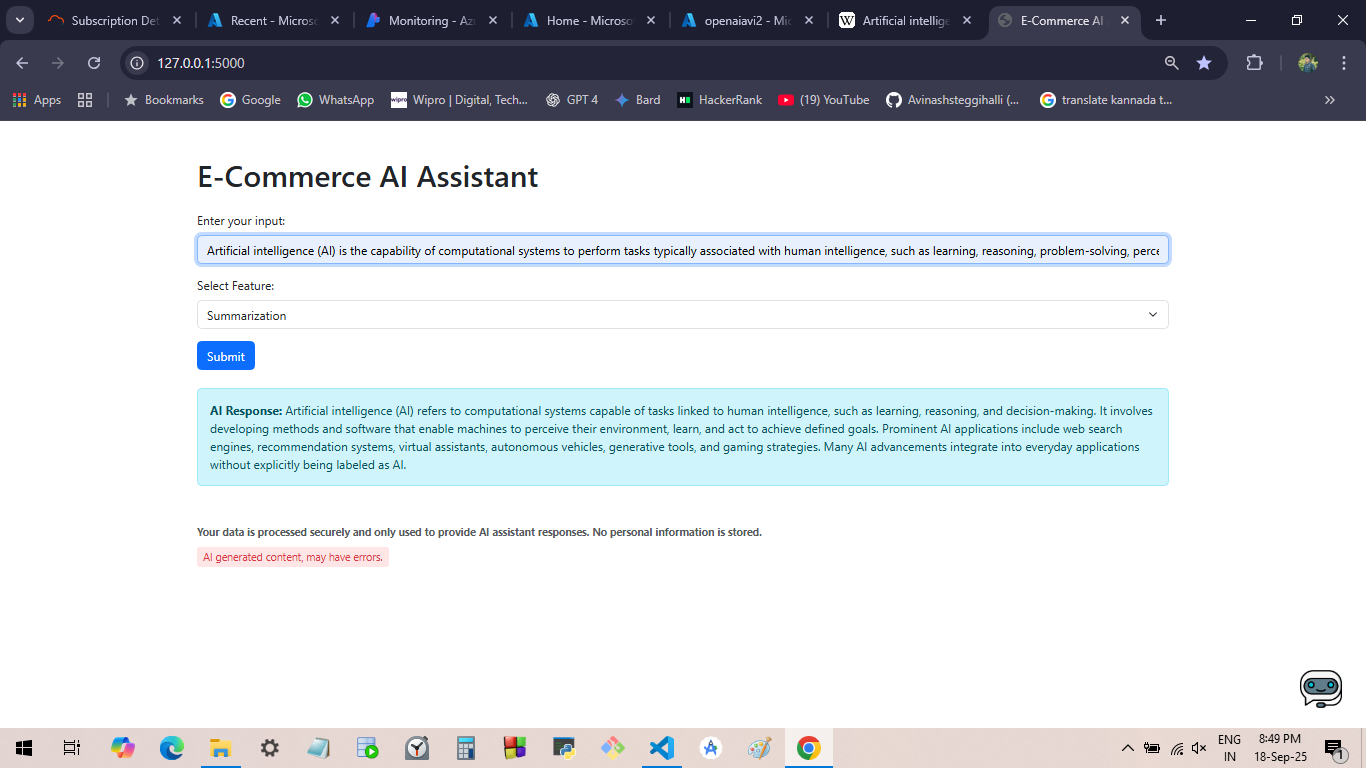 Subscription Det
Recent - Microso
Monitoring - Azu
Home - Microsof
openaiavi2 - Mic
W Artificial intellige
E-Commerce AI
127.0.0.1:5000
Apps
Bookmarks
Google
WhatsApp
wipro Wipro | Digital, Tech...
GPT 4
Bard
HackerRank
(19) YouTube
Avinashsteggihalli (...
translate kannada t...
E-Commerce AI Assistant
Enter your input:
Artificial intelligence (AI) is the capability of computational systems to perform tasks typically associated with human intelligence, such as learning, reasoning, problem-solving, perce
Select Feature:
Summarization
Submit
AI Response: Artificial intelligence (AI) refers to computational systems capable of tasks linked to human intelligence, such as learning, reasoning, and decision-making. It involves
developing methods and software that enable machines to perceive their environment, learn, and act to achieve defined goals. Prominent AI applications include web search
engines, recommendation systems, virtual assistants, autonomous vehicles, generative tools, and gaming strategies. Many AI advancements integrate into everyday applications
without explicitly being labeled as AI.
Your data is processed securely and only used to provide AI assistant responses. No personal information is stored.
AI generated content, may have errors.
ENG
IN
8:49 PM
18-Sep-25
1